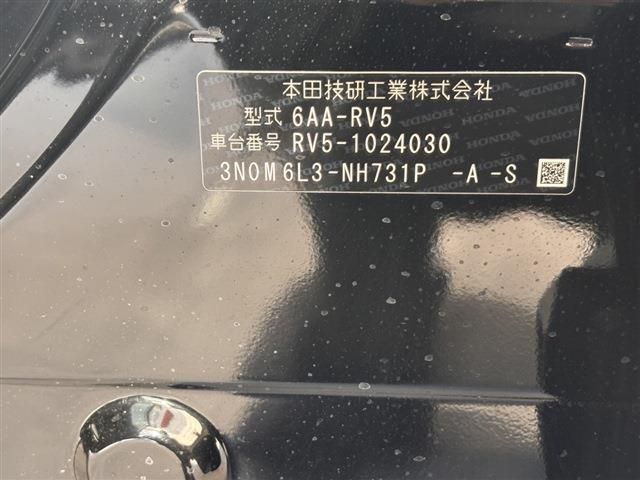 本田技研工業株式会社
型式 6AA-RV5
車台番号 RV5-1024030
3N0M6L3-NH731P -A -S